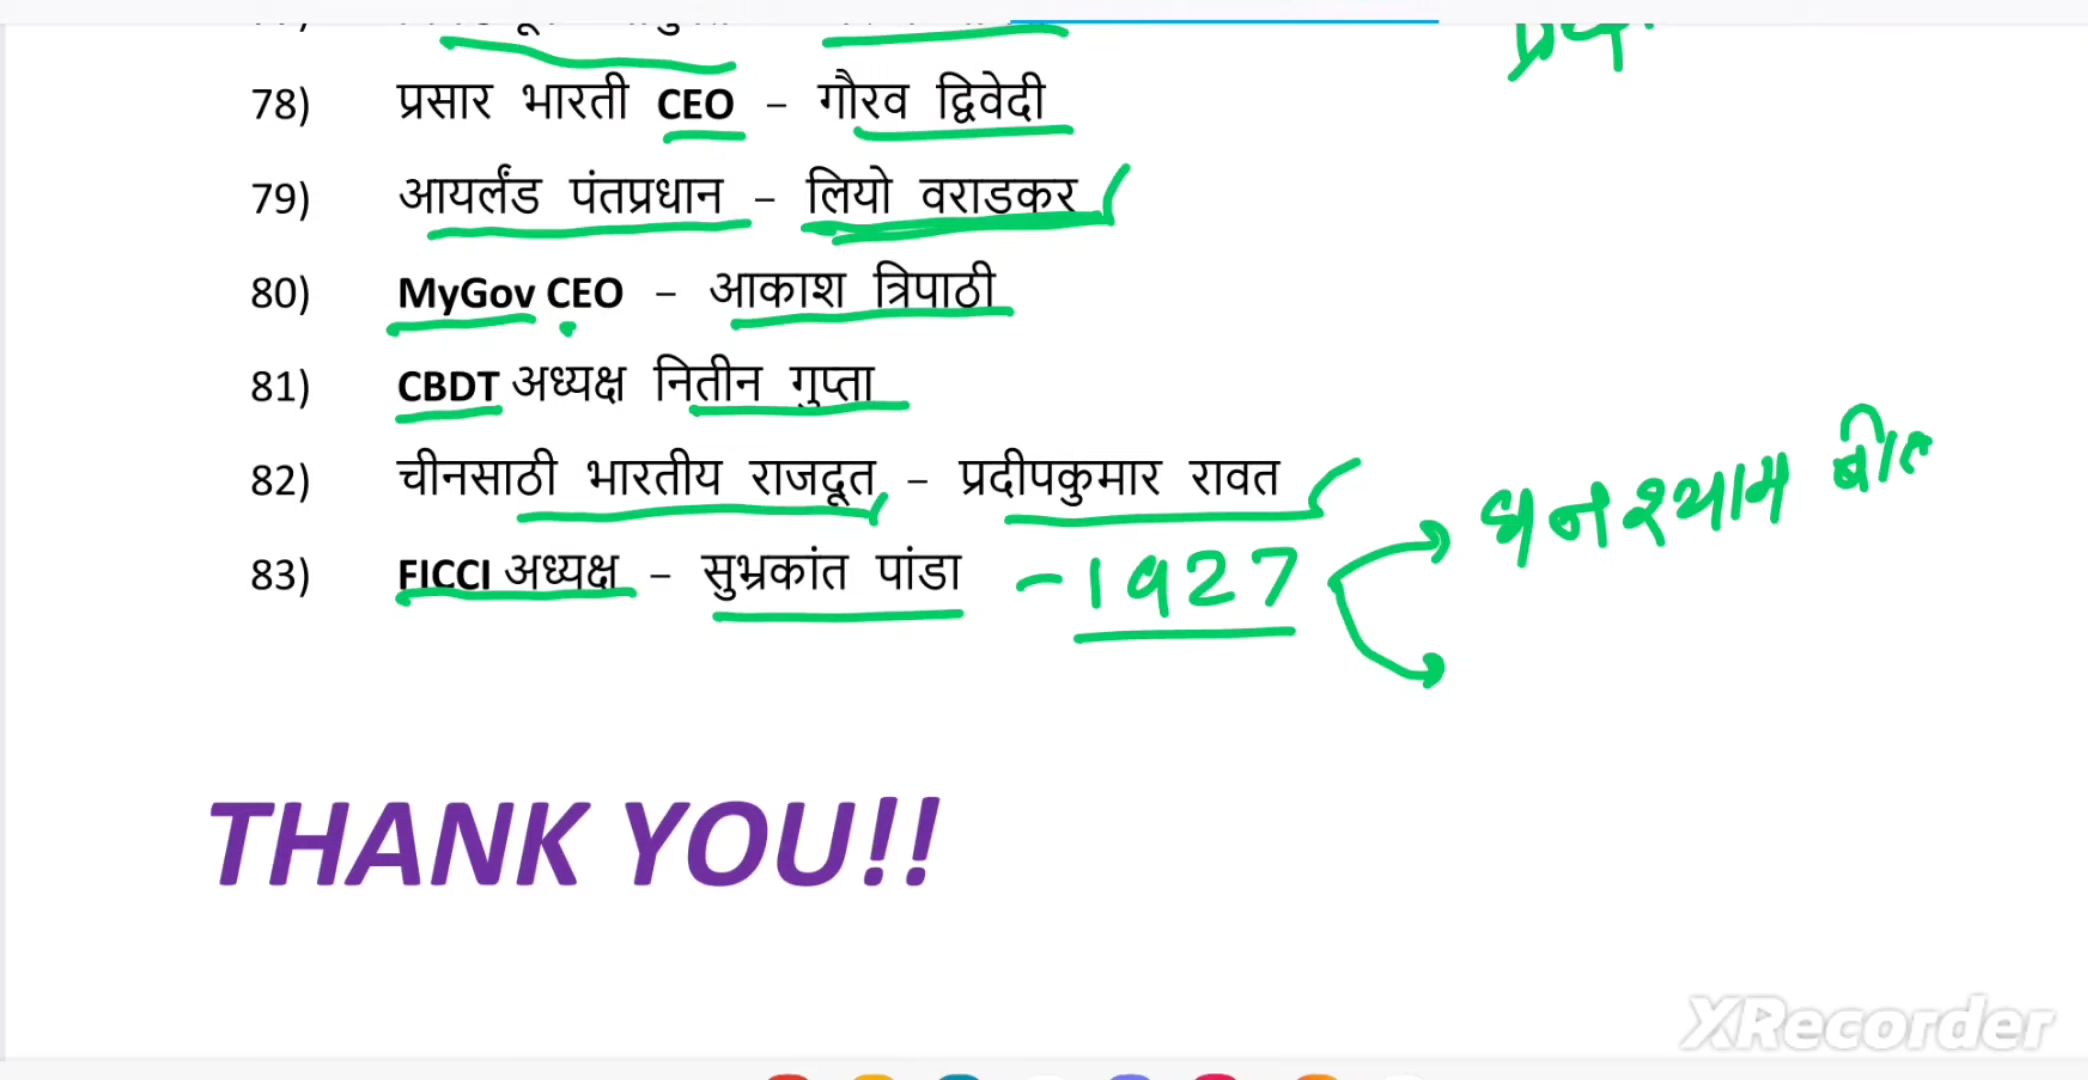 78) प्रसार भारती CEO – गौरव द्विवेदी
79) आयर्लंड पंतप्रधान – लियो वराडकर
80) MyGov CEO – आकाश त्रिपाठी
81) CBDT अध्यक्ष नितीन गुप्ता
82) चीनसाठी भारतीय राजदूत – प्रदीपकुमार रावत
घनश्याम
83) FICCI अध्यक्ष – सुभ्रकांत पांडा – 1927
THANK YOU!!
XRecorder